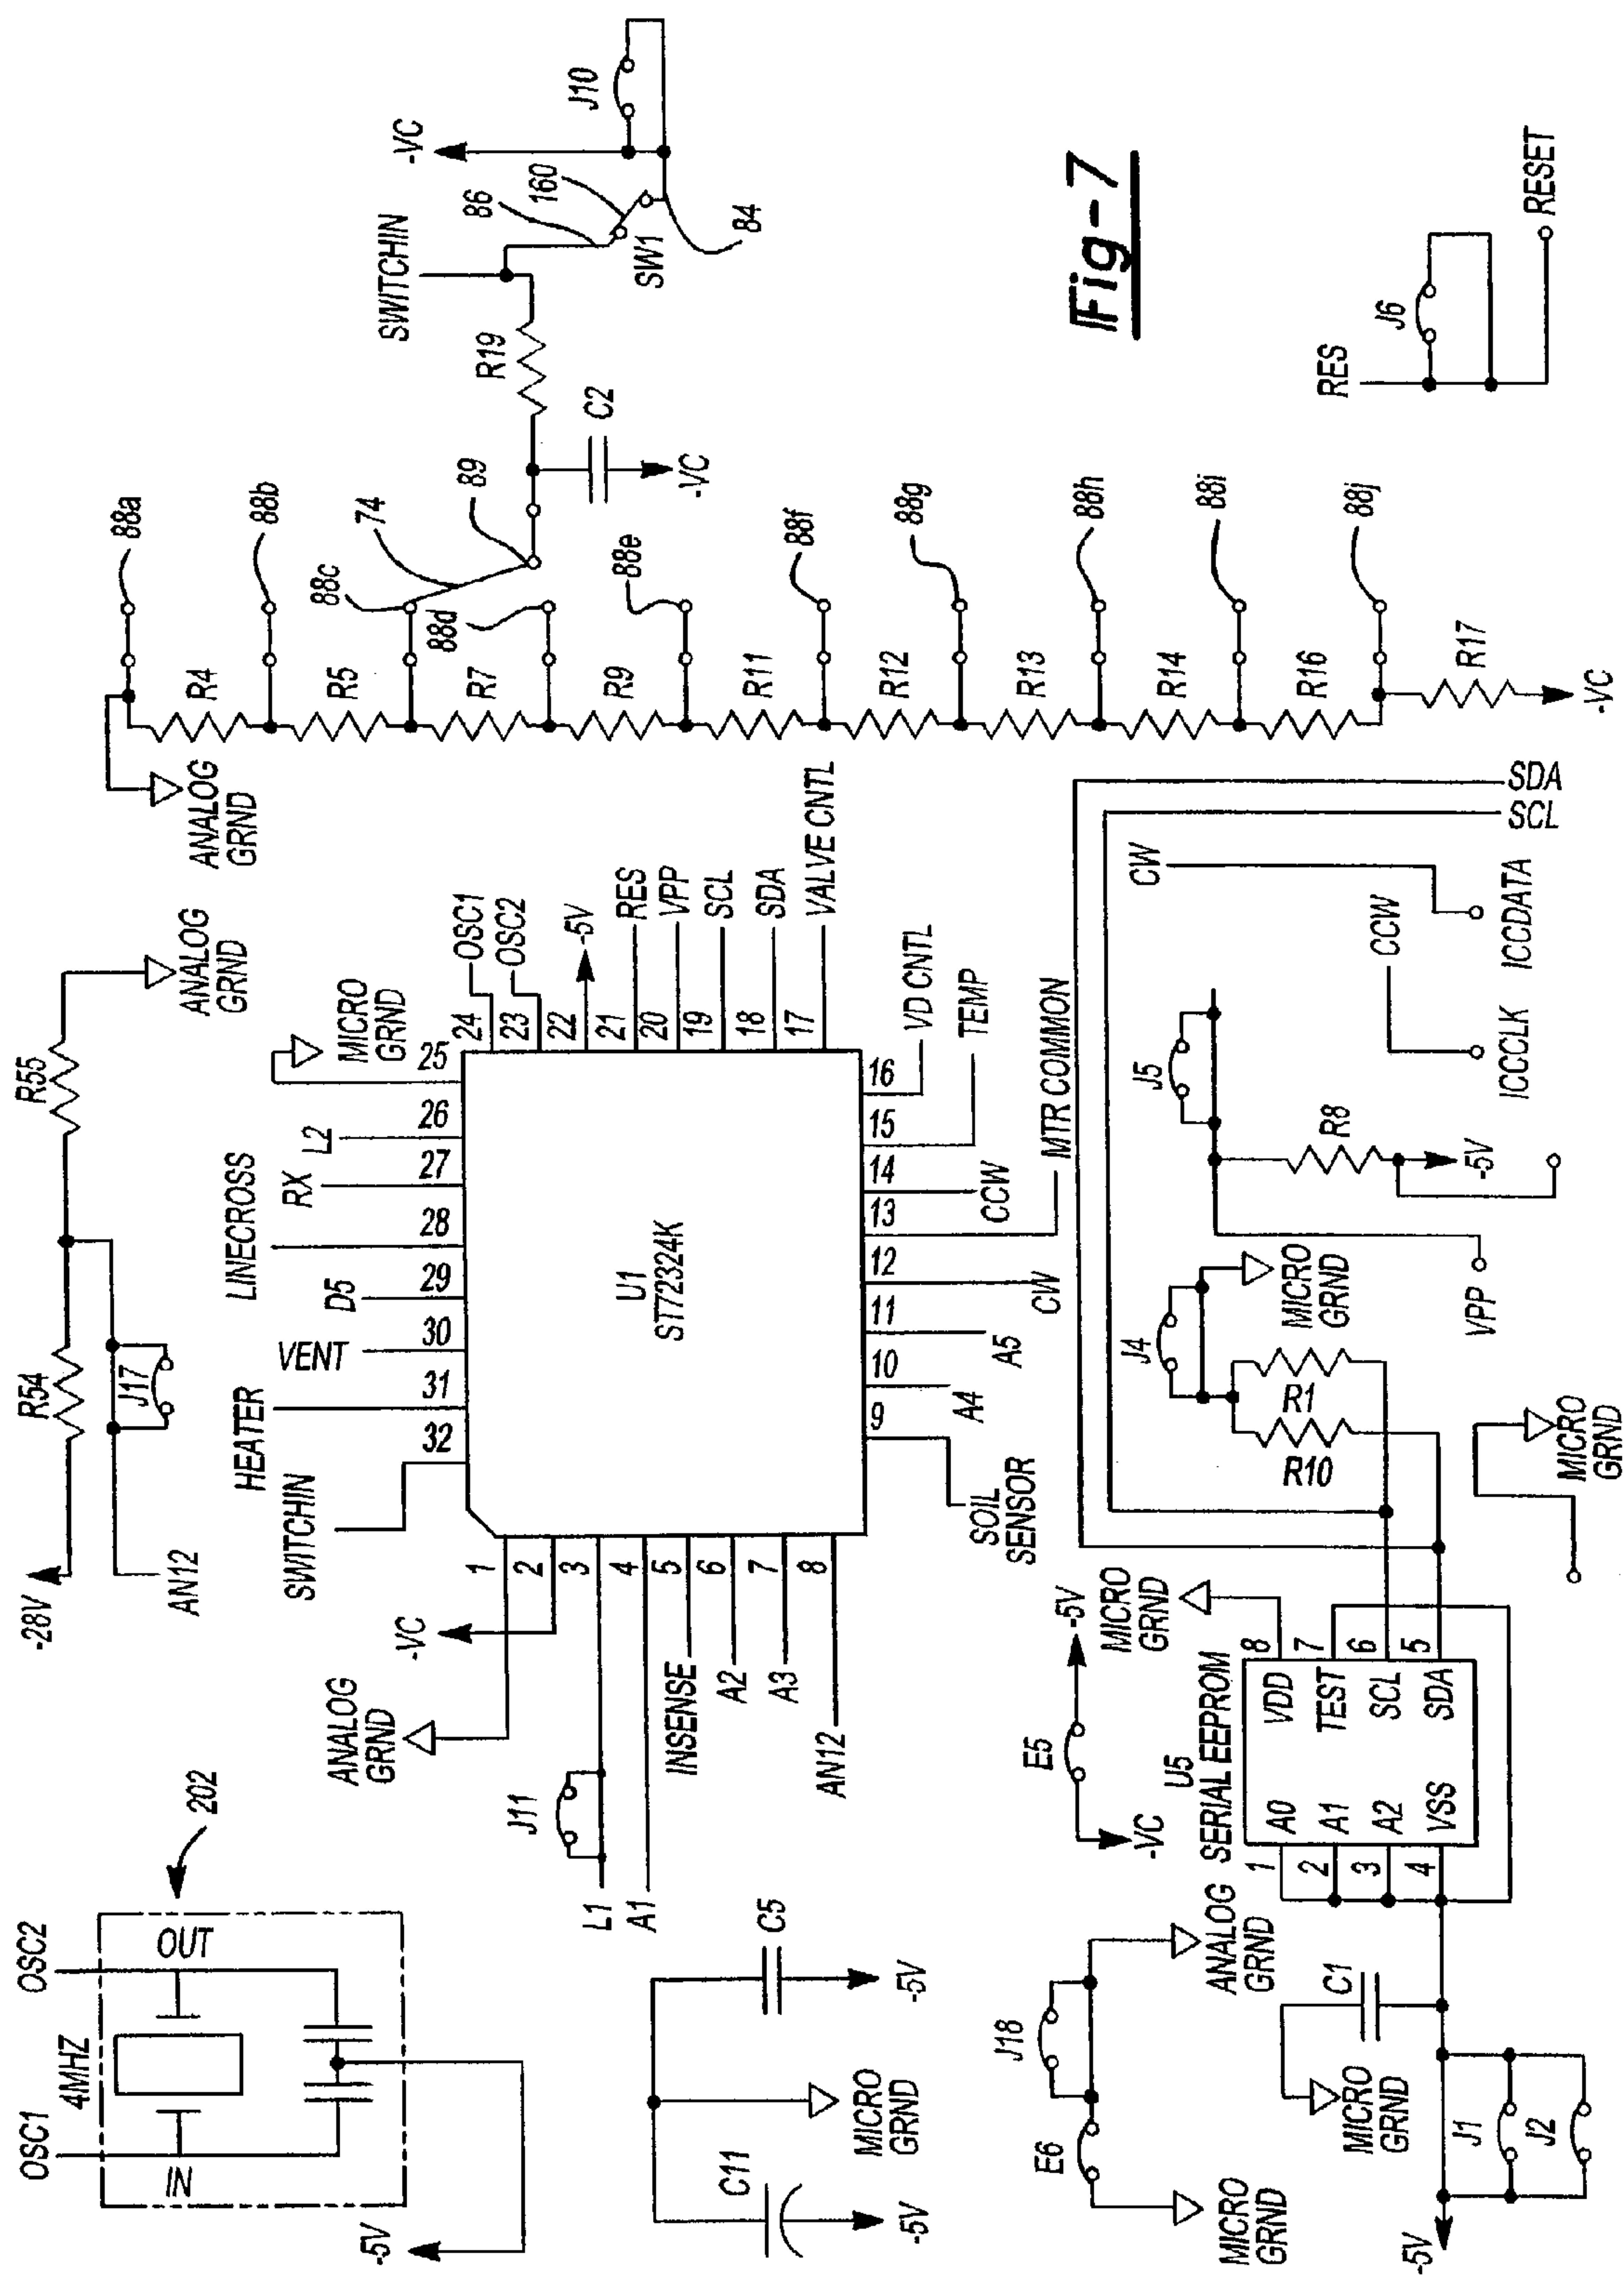 OSC1
OSC2
4MHZ
IN
OUT
202
-5V
C11
C5
-5V
MICRO
GRND
-5V
-28V
R54
R55
J17
AN12
ANALOG
GRND
SWITCHIN
HEATER
VENT
D5
LINECROSS
RX
L2
MICRO
GRND
32
31
30
29
28
27
26
25
U1
ST72324K
ANALOG
GRND
-VC
J11
L1
A1
INSENSE
A2
A3
AN12
1
2
3
4
5
6
7
8
24
23
22
21
20
19
18
17
OSC1
OSC2
-5V
RES
VPP
SCL
SDA
VALVE CNTL
9
10
11
12
13
14
15
16
SOIL
SENSOR
A4
A5
CW
MTR COMMON
CCW
TEMP
VD CNTL
ANALOG
GRND
R4
R5
R7
R9
R11
R12
R13
R14
R16
R17
-VC
88a
88b
88c
88d
88e
88f
88g
88h
88i
88j
74
89
C2
-VC
R19
SWITCHIN
86
160
SW1
84
-VC
J10
Fig-7
RES
J6
RESET
E6
J18
MICRO
GRND
ANALOG
GRND
E5
-VC
-5V
-5V
J1
J2
MICRO
GRND
C1
U5
SERIAL EEPROM
1
2
3
4
A0
A1
A2
VSS
VDD
TEST
SCL
SDA
8
7
6
5
MICRO
GRND
MICRO
GRND
R10
R1
J4
MICRO
GRND
VPP
J5
R8
-5V
CCW
ICCCLK
CW
ICCDATA
SCL
SDA